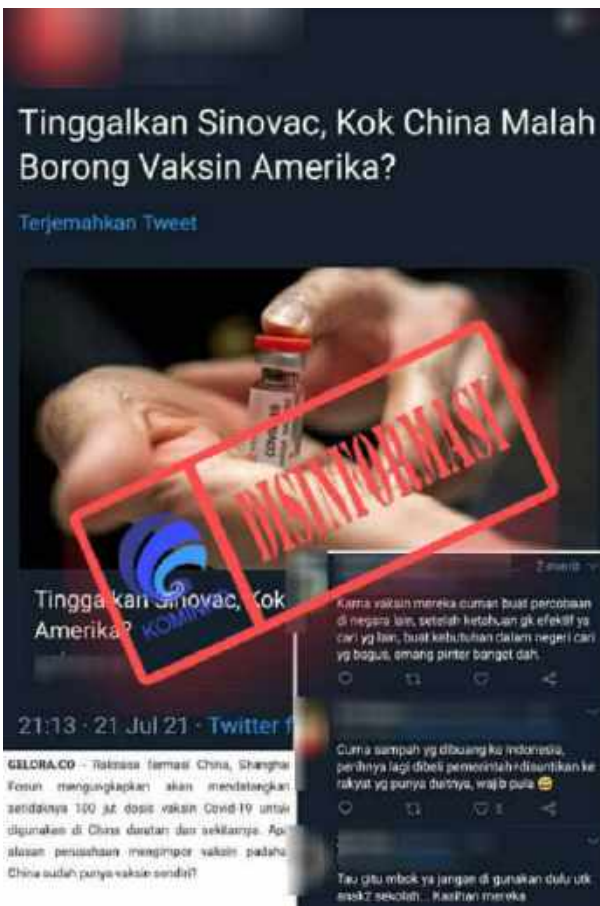 Tinggalkan Sinovac, Kok China Malah
Borong Vaksin Amerika?
Terjemahkan Tweet
DISINFORMASI
KOMINFO
Tinggalkan Sinovac, Kok
Amerika?
21:13 · 21 Jul 21 · Twitter f
GELORA.CO - Raksasa farmasi China, Shanghai
Fosun mengungkapkan akan mendatangkan
setidaknya 100 jut dosis vaksin Covid-19 untuk
digunakan di China daratan dan sekitarnya. Apa
alasan perusahaan mengimpor vaksin padaha
China sudah punya vaksin sendiri?
2 menit
Karna vaksin mereka cuman buat percobaan
di negara lain, setelah ketahuan gk efektif ya
cari yg lain, buat kebutuhan dalam negeri cari
yg bagus, emang pinter banget dah.
Cuma sampah yg dibuang ke Indonesia,
perihnya lagi dibeli pemerintah+disuntikan ke
rakyat yg punya duitnya, wajib pula 😅
Tau gitu mbok ya jangan di gunakan dulu utk
anak2 sekolah... Kasihan mereka